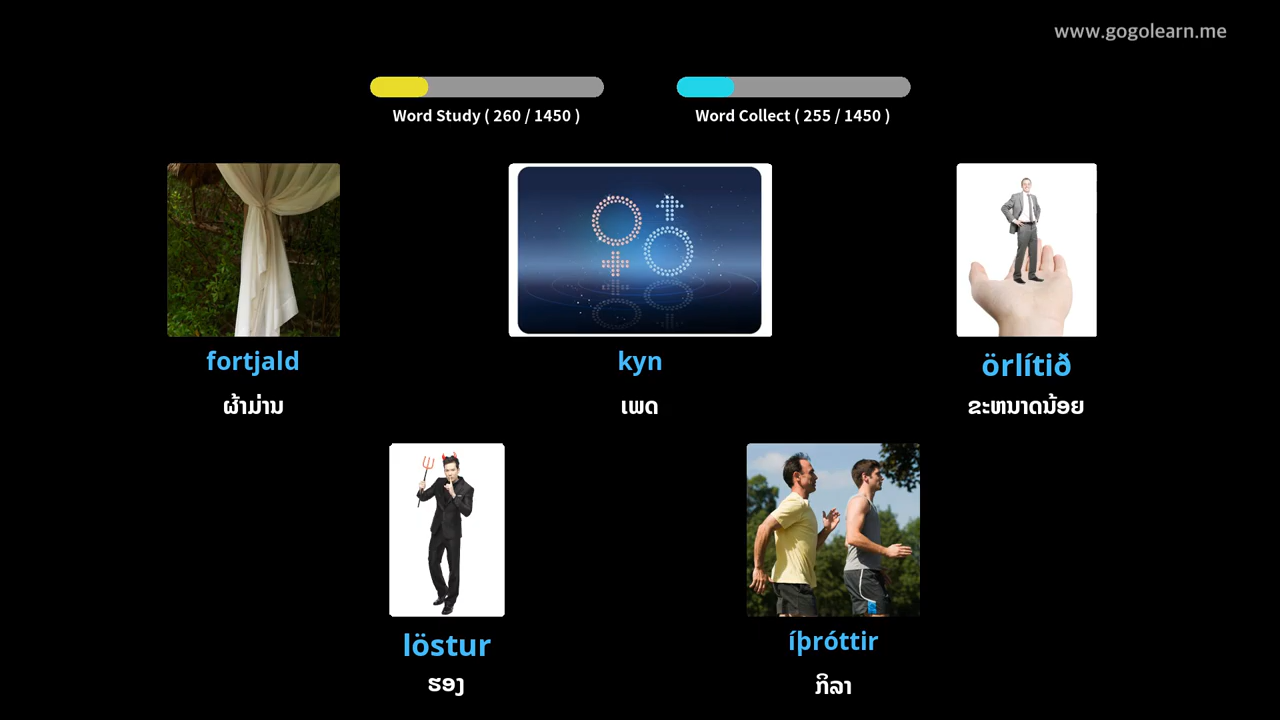 www.gogolearn.me
Word Study ( 260 / 1450 )
Word Collect ( 255 / 1450 )
fortjald
kyn
örlítið
ຜ້າມ່ານ
ເພດ
ຂະໜາດນ້ອຍ
löstur
íþróttir
ຮອງ
ກິລາ